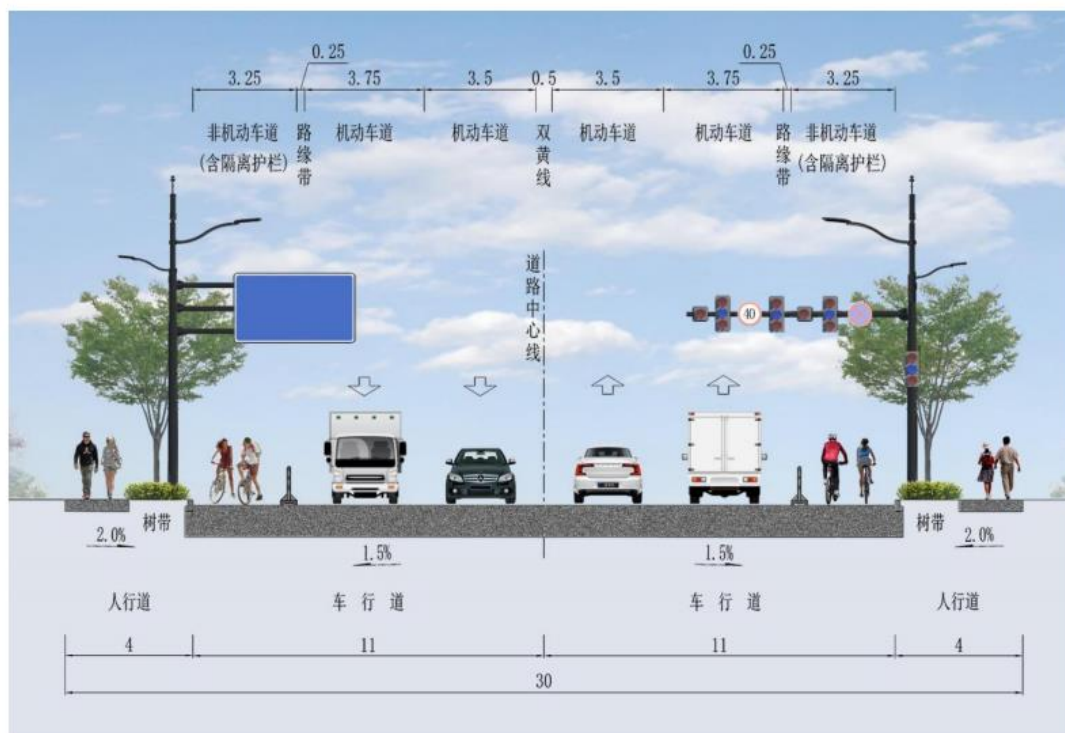 0.25 0.25
3.25 3.75 3.5 0.5 3.5 3.75 3.25
非机动车道
(含隔离护栏)
路缘带
机动车道
机动车道
双黄线
机动车道
机动车道
路缘带
非机动车道
(含隔离护栏)
道路中心线
40
树带
树带
2.0%
1.5%
1.5%
2.0%
人行道
车行道
车行道
人行道
4 11 11 4
30